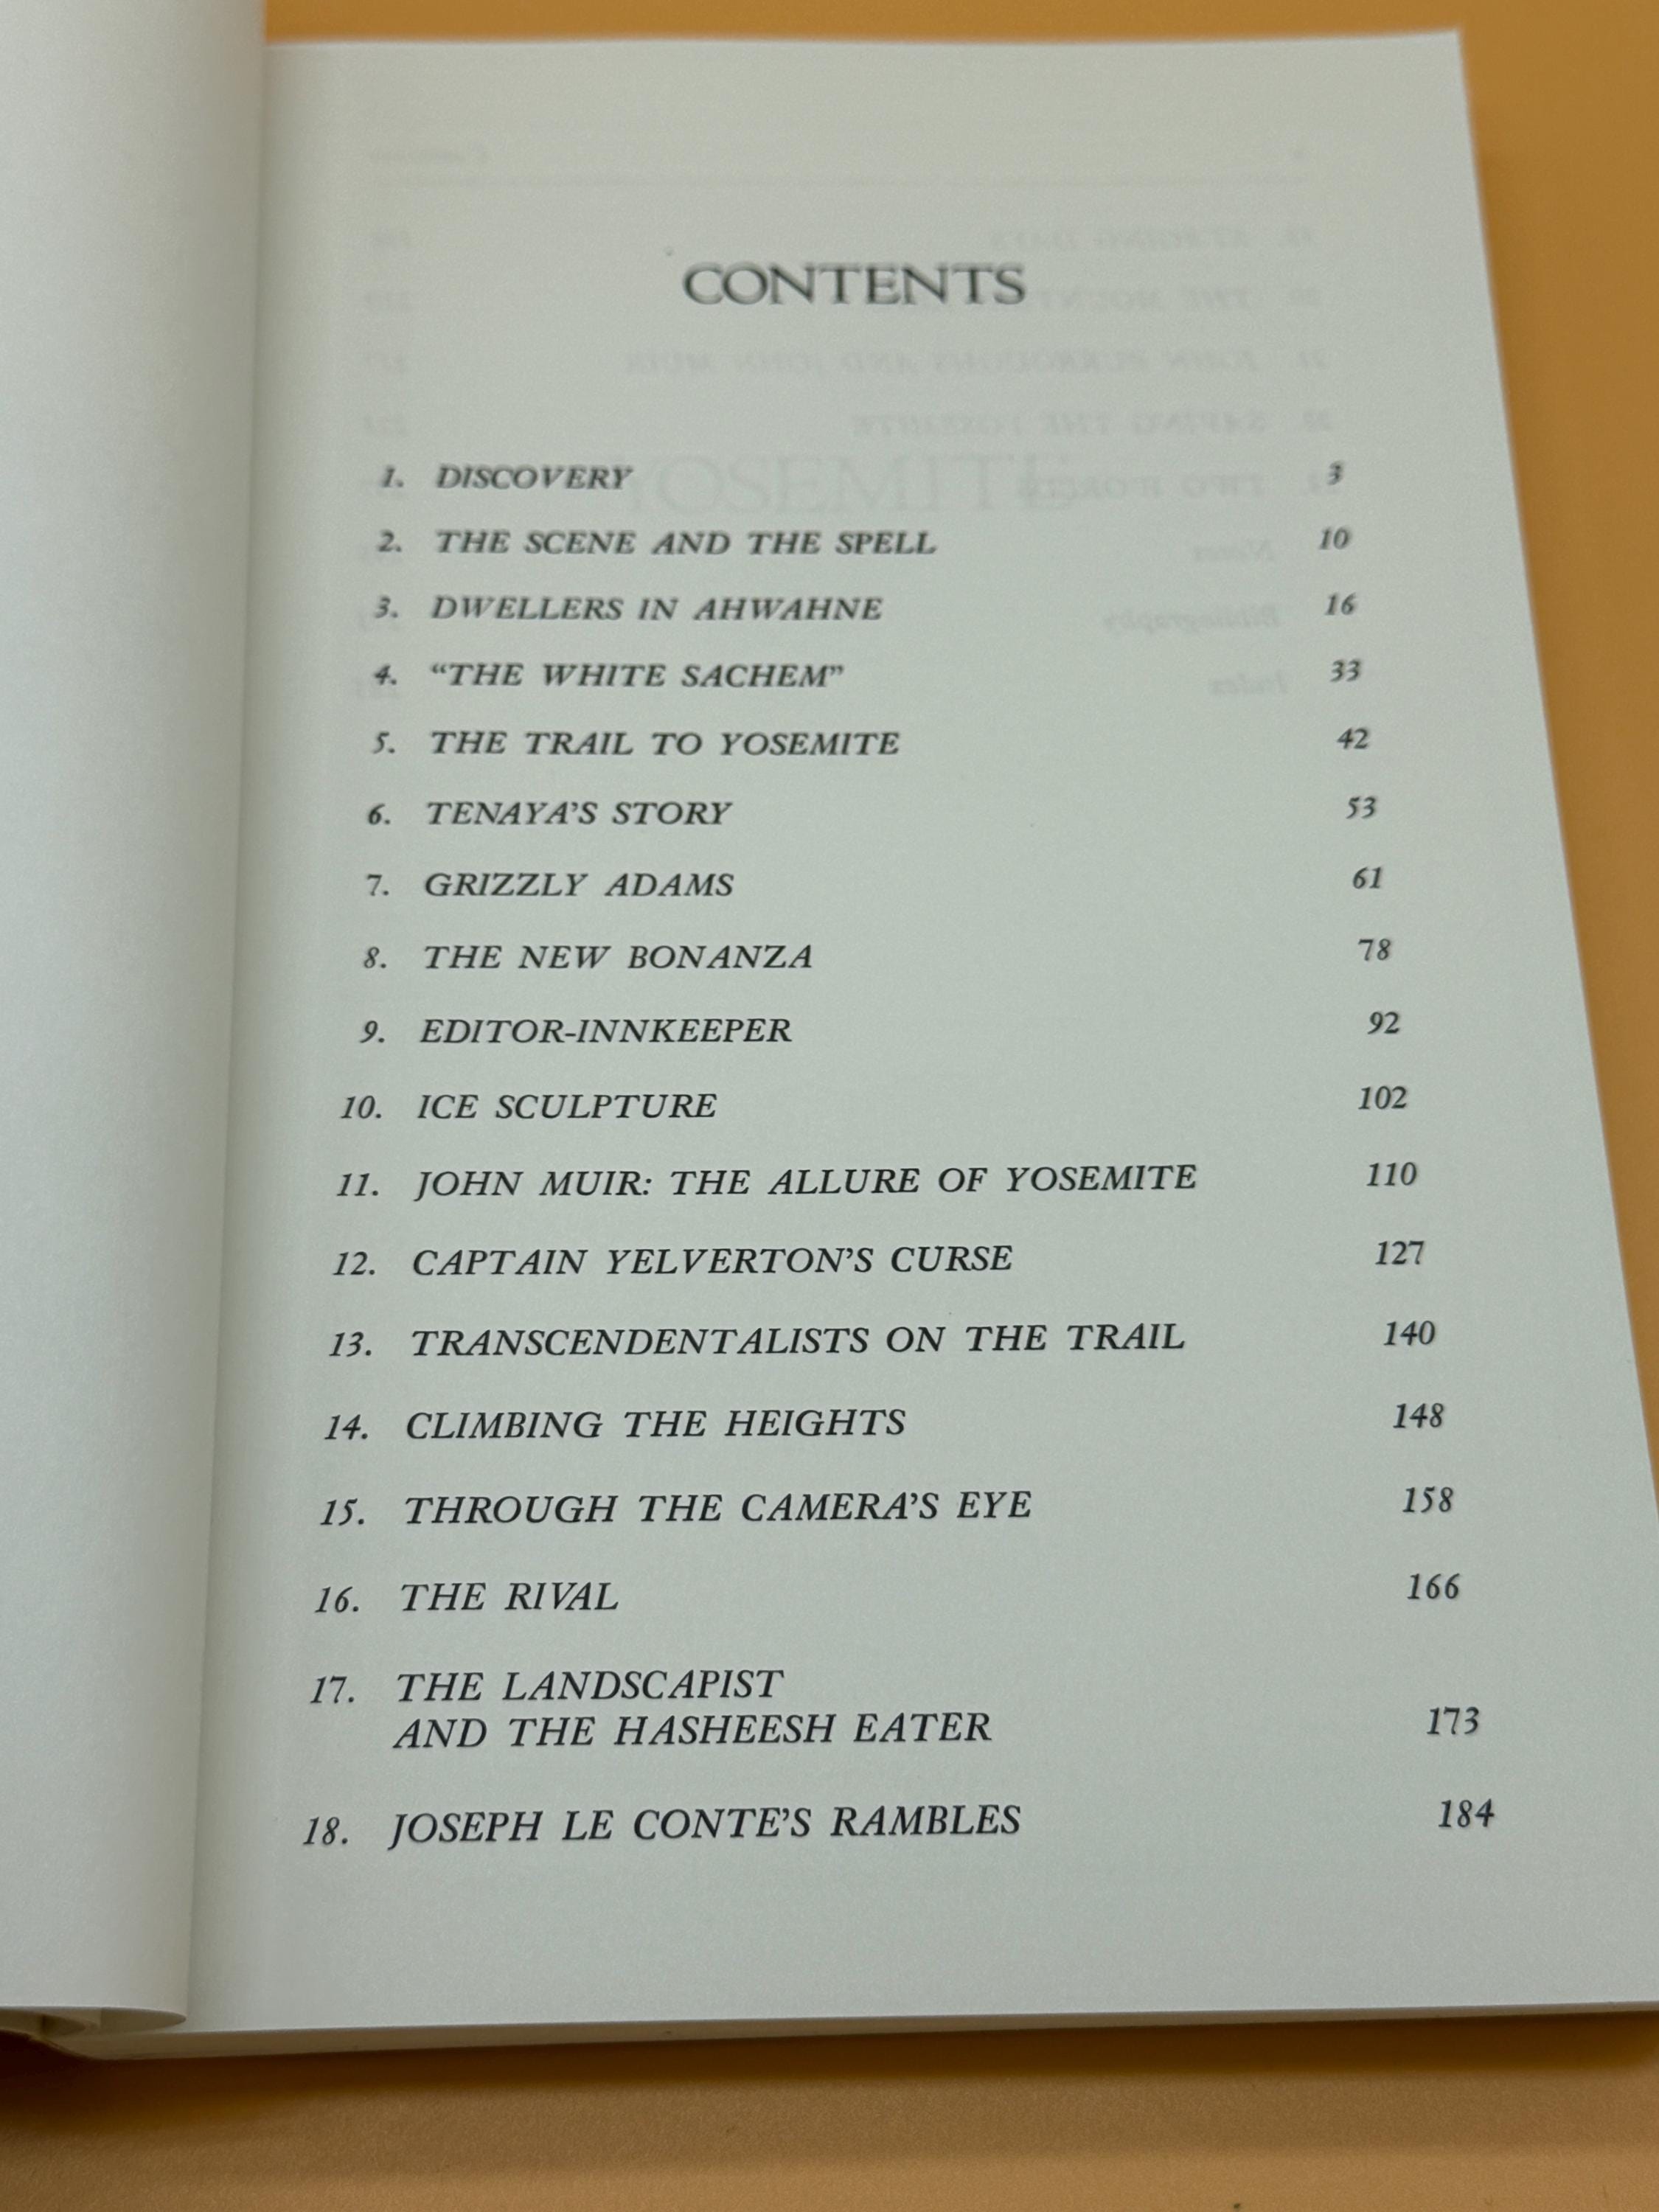 CONTENTS
1. DISCOVERY 3
2. THE SCENE AND THE SPELL 10
3. DWELLERS IN AHWAHNE 16
4. “THE WHITE SACHEM” 33
5. THE TRAIL TO YOSEMITE 42
6. TENAYA’S STORY 53
7. GRIZZLY ADAMS 61
8. THE NEW BONANZA 78
9. EDITOR-INNKEEPER 92
10. ICE SCULPTURE 102
11. JOHN MUIR: THE ALLURE OF YOSEMITE 110
12. CAPTAIN YELVERTON’S CURSE 127
13. TRANSCENDENTALISTS ON THE TRAIL 140
14. CLIMBING THE HEIGHTS 148
15. THROUGH THE CAMERA’S EYE 158
16. THE RIVAL 166
17. THE LANDSCAPIST
AND THE HASHEESH EATER 173
18. JOSEPH LE CONTE’S RAMBLES 184